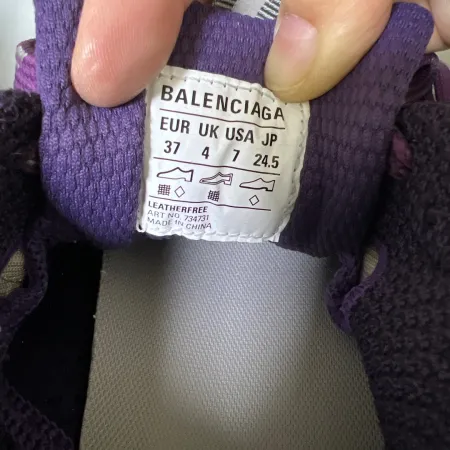 BALENCIAGA
EUR UK USA JP
37 4 7 24.5
LEATHERFREE
ART NO. 734731
MADE IN CHINA